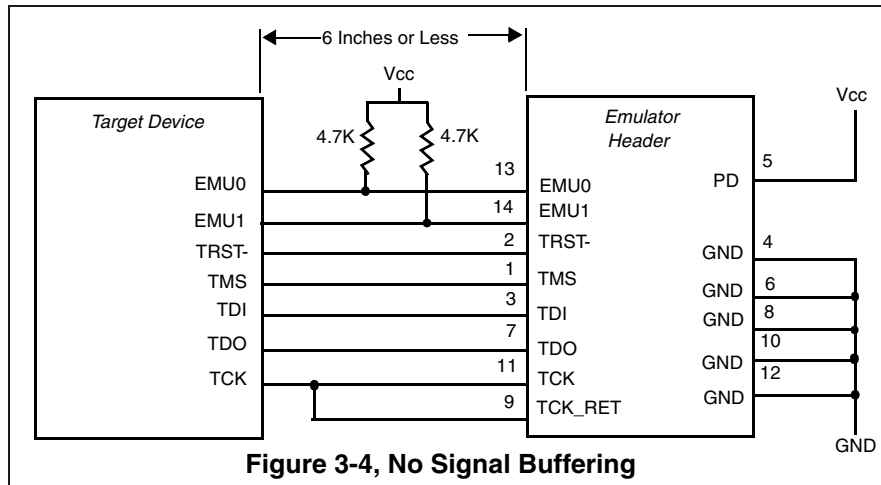 6 Inches or Less
Vcc
Vcc
Target Device
Emulator
Header
4.7K
4.7K
5
13
EMU0
EMU0
PD
14
EMU1
EMU1
4
2
TRST-
TRST-
GND
6
1
TMS
TMS
GND
8
3
TDI
TDI
GND
10
7
TDO
TDO
GND
12
11
TCK
TCK
GND
9
TCK_RET
GND
Figure 3-4, No Signal Buffering